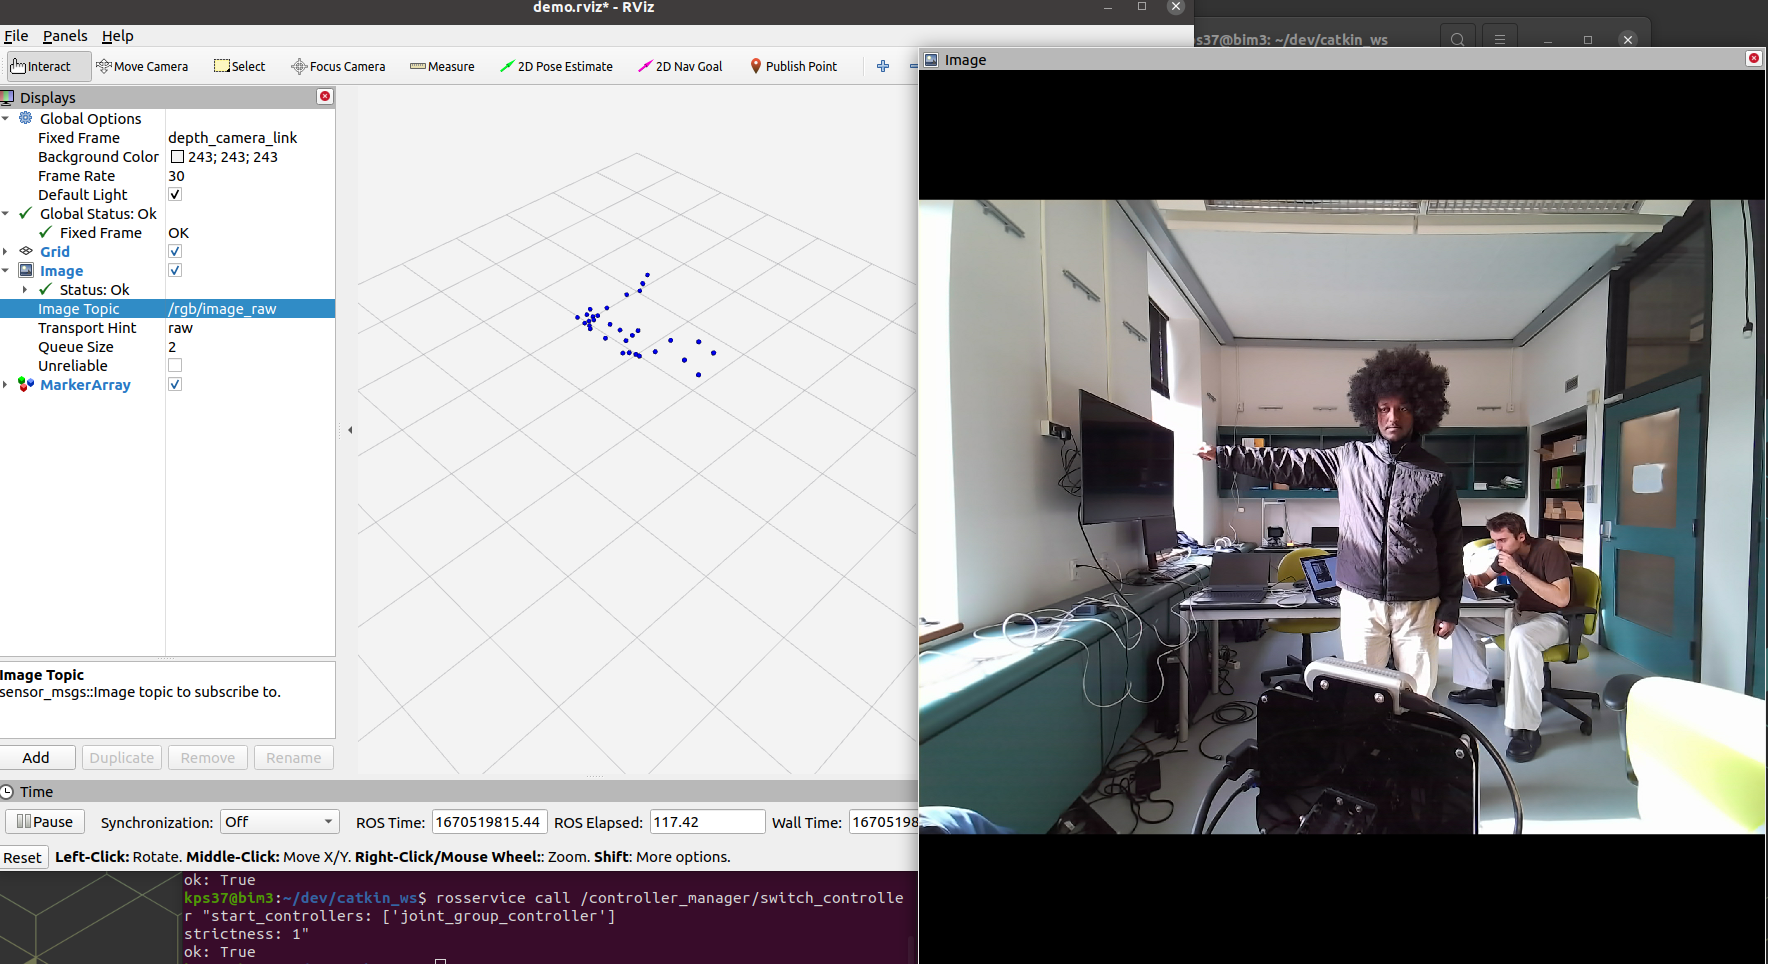 demo.rviz* - RViz
ps37@bim3: ~/dev/catkin_ws
File Panels Help
Interact Move Camera Select Focus Camera Measure 2D Pose Estimate 2D Nav Goal Publish Point
Image
Displays
Global Options
Fixed Frame depth_camera_link
Background Color 243; 243; 243
Frame Rate 30
Default Light
Global Status: Ok
Fixed Frame OK
Grid
Image
Status: Ok
Image Topic /rgb/image_raw
Transport Hint raw
Queue Size 2
Unreliable
MarkerArray
Image Topic
sensor_msgs::Image topic to subscribe to.
Add Duplicate Remove Rename
Time
Pause Synchronization: Off ROS Time: 1670519815.44 ROS Elapsed: 117.42 Wall Time: 16705198
Reset Left-Click: Rotate. Middle-Click: Move X/Y. Right-Click/Mouse Wheel:: Zoom. Shift: More options.
ok: True
kps37@bim3:~/dev/catkin_ws$ rosservice call /controller_manager/switch_controlle
r "start_controllers: ['joint_group_controller']
strictness: 1"
ok: True